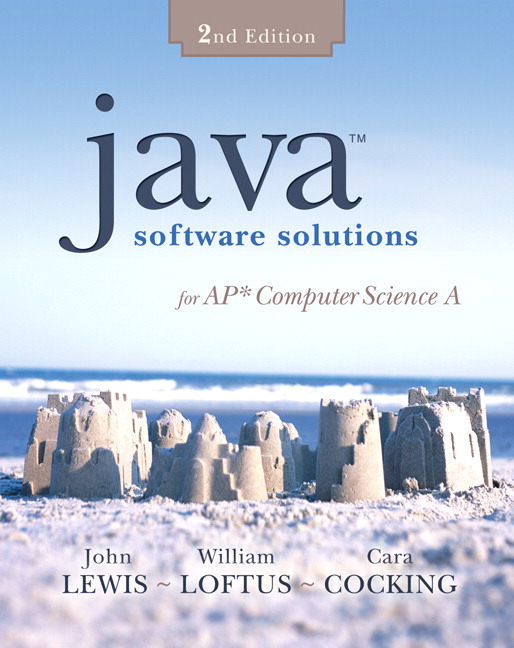 2nd Edition
java™
software solutions
for AP* Computer Science A
John William Cara
LEWIS ~ LOFTUS ~ COCKING